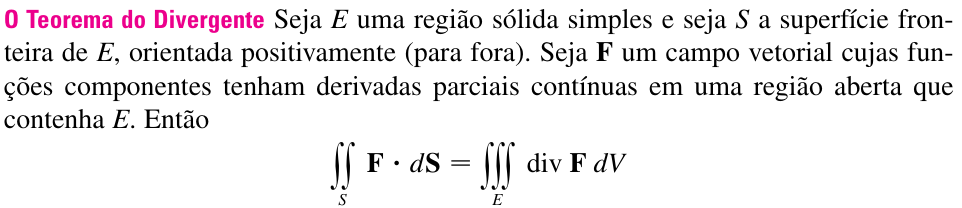 O Teorema do Divergente Seja E uma região sólida simples e seja S a superfície fron-
teira de E, orientada positivamente (para fora). Seja F um campo vetorial cujas fun-
ções componentes tenham derivadas parciais contínuas em uma região aberta que
contenha E. Então
∬_S F · dS = ∭_E div F dV